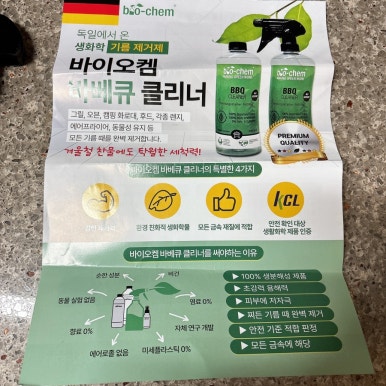 bio-chem
독일에서 온
생화학 기름 제거제
바이오켐
바베큐 클리너
그릴, 오븐, 캠핑 화로대, 후드, 각종 렌지,
에어프라이어, 동물성 유지 등
모든 기름 때를 완벽 제거합니다.
겨울철 찬물에도 탁월한 세척력!
bio-chem
BBQ
CLEANER
bio-chem
BBQ
CLEANER
PREMIUM
QUALITY
바이오켐 바베큐 클리너의 특별한 4가지
환경 친화적 생화학물
모든 금속 재질에 적합
KCL
안전 확인 대상
생활화학 제품 인증
바이오켐 바베큐 클리너를 써야하는 이유
순한 성분
비건
동물 실험 없음
염료 0%
향료 0%
자체 연구 개발
에어로졸 없음
미세플라스틱 0%
▶ 100% 생분해성 제품
▶ 초강력 용해력
▶ 피부에 저자극
▶ 찌든 기름 때 완벽 제거
▶ 안전 기준 적합 판정
▶ 모든 금속에 해당